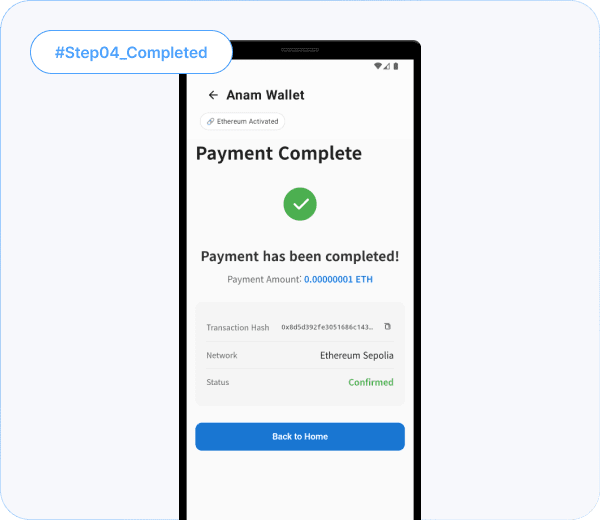 #Step04_Completed
Anam Wallet
Ethereum Activated
Payment Complete
Payment has been completed!
Payment Amount: 0.00000001 ETH
Transaction Hash 0x8d5d392fe3051686c143...
Network Ethereum Sepolia
Status Confirmed
Back to Home